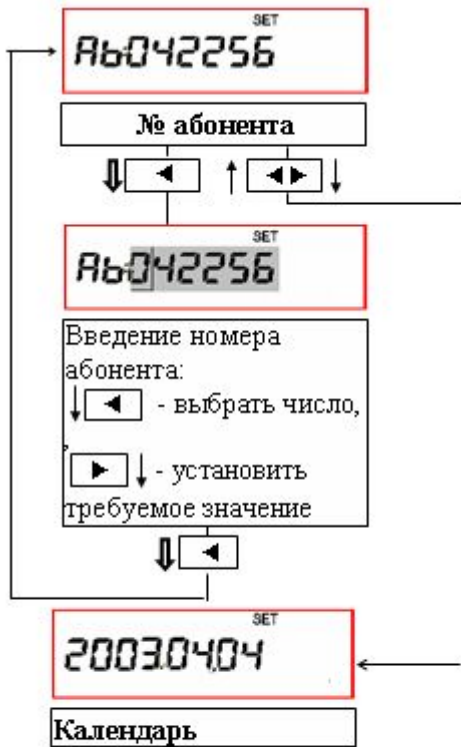 SET
Ab042256
№ абонента
SET
Ab042256
Введение номера
абонента:
- выбрать число,
,
- установить
требуемое значение
SET
2003.04.04
Календарь